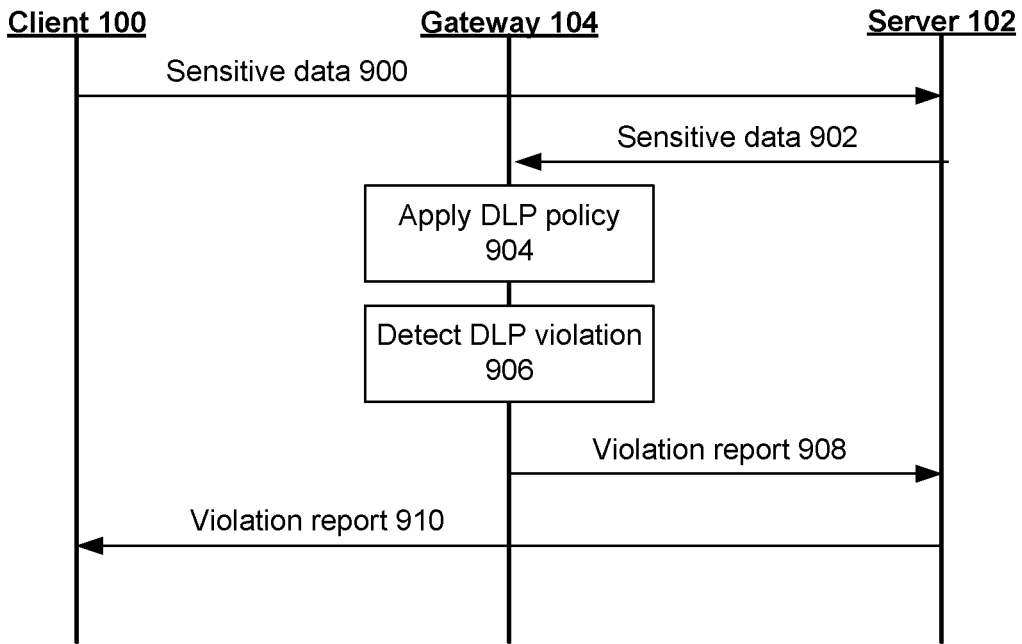 Client 100
Gateway 104
Server 102
Sensitive data 900
Sensitive data 902
Apply DLP policy
904
Detect DLP violation
906
Violation report 908
Violation report 910